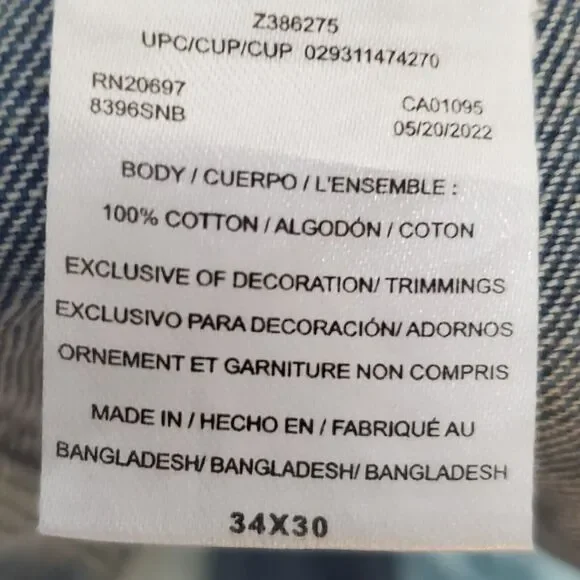 Z386275
UPC/CUP/CUP 029311474270
RN20697
8396SNB
CA01095
05/20/2022
BODY / CUERPO / L'ENSEMBLE :
100% COTTON / ALGODÓN / COTON
EXCLUSIVE OF DECORATION/ TRIMMINGS
EXCLUSIVO PARA DECORACIÓN/ ADORNOS
ORNEMENT ET GARNITURE NON COMPRIS
MADE IN / HECHO EN / FABRIQUÉ AU
BANGLADESH/ BANGLADESH/ BANGLADESH
34X30